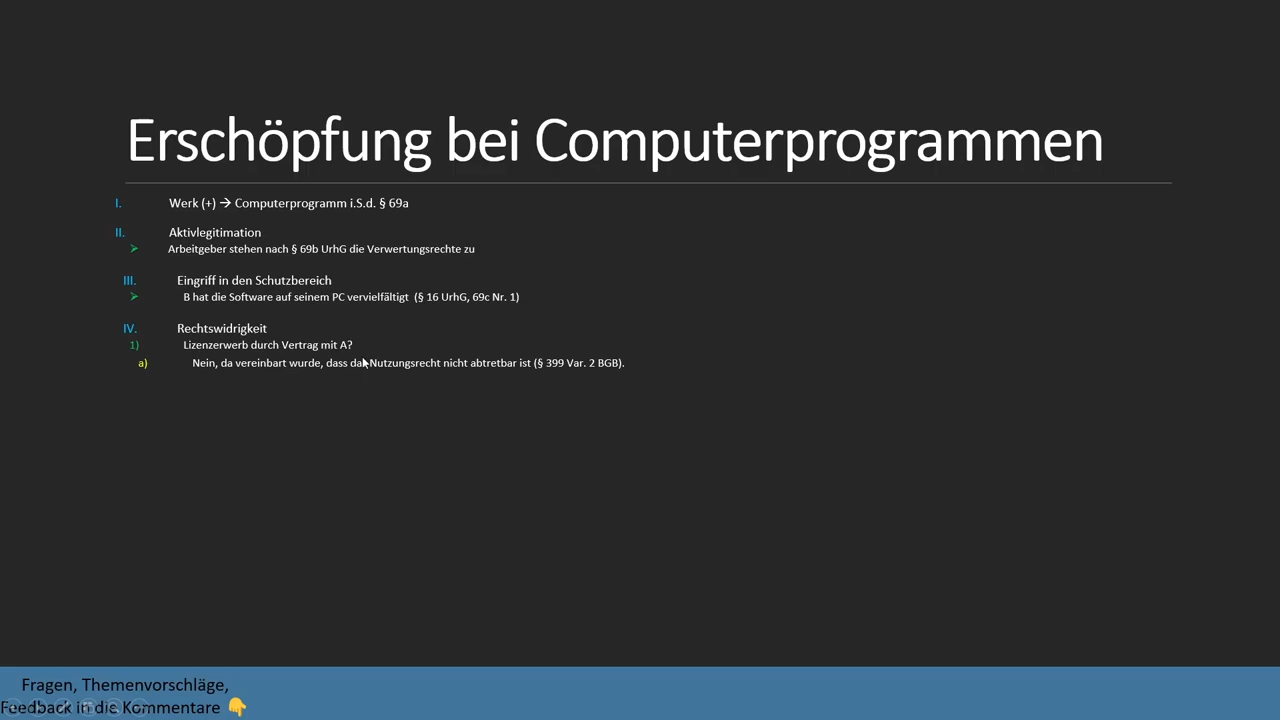 Erschöpfung bei Computerprogrammen
I. Werk (+) → Computerprogramm i.S.d. § 69a
II. Aktivlegitimation
➢ Arbeitgeber stehen nach § 69b UrhG die Verwertungsrechte zu
III. Eingriff in den Schutzbereich
➢ B hat die Software auf seinem PC vervielfältigt (§ 16 UrhG, 69c Nr. 1)
IV. Rechtswidrigkeit
1) Lizenzerwerb durch Vertrag mit A?
a) Nein, da vereinbart wurde, dass das Nutzungsrecht nicht abtretbar ist (§ 399 Var. 2 BGB).
Fragen, Themenvorschläge,
Feedback in die Kommentare 👇